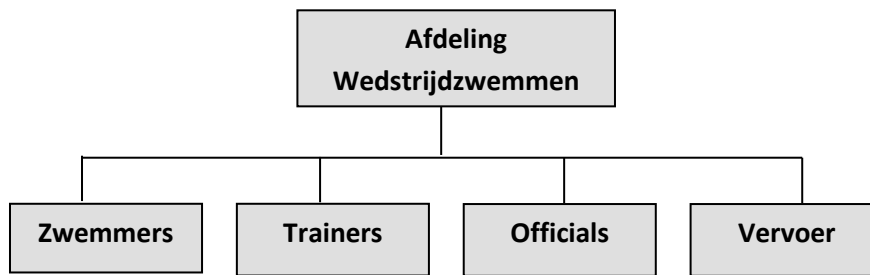 Afdeling
Wedstrijdzwemmen
Zwemmers
Trainers
Officials
Vervoer